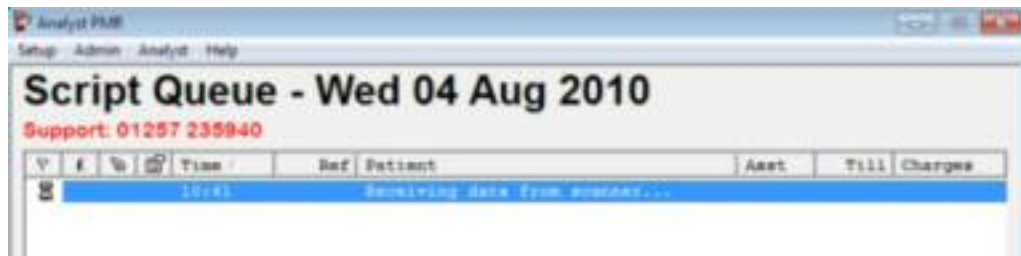 Analyst PMR
Setup Admin Analyst Help
Script Queue - Wed 04 Aug 2010
Support: 01257 235940
Time Ref Patient Asst Till Charges
10:41 Receiving data from scanner...